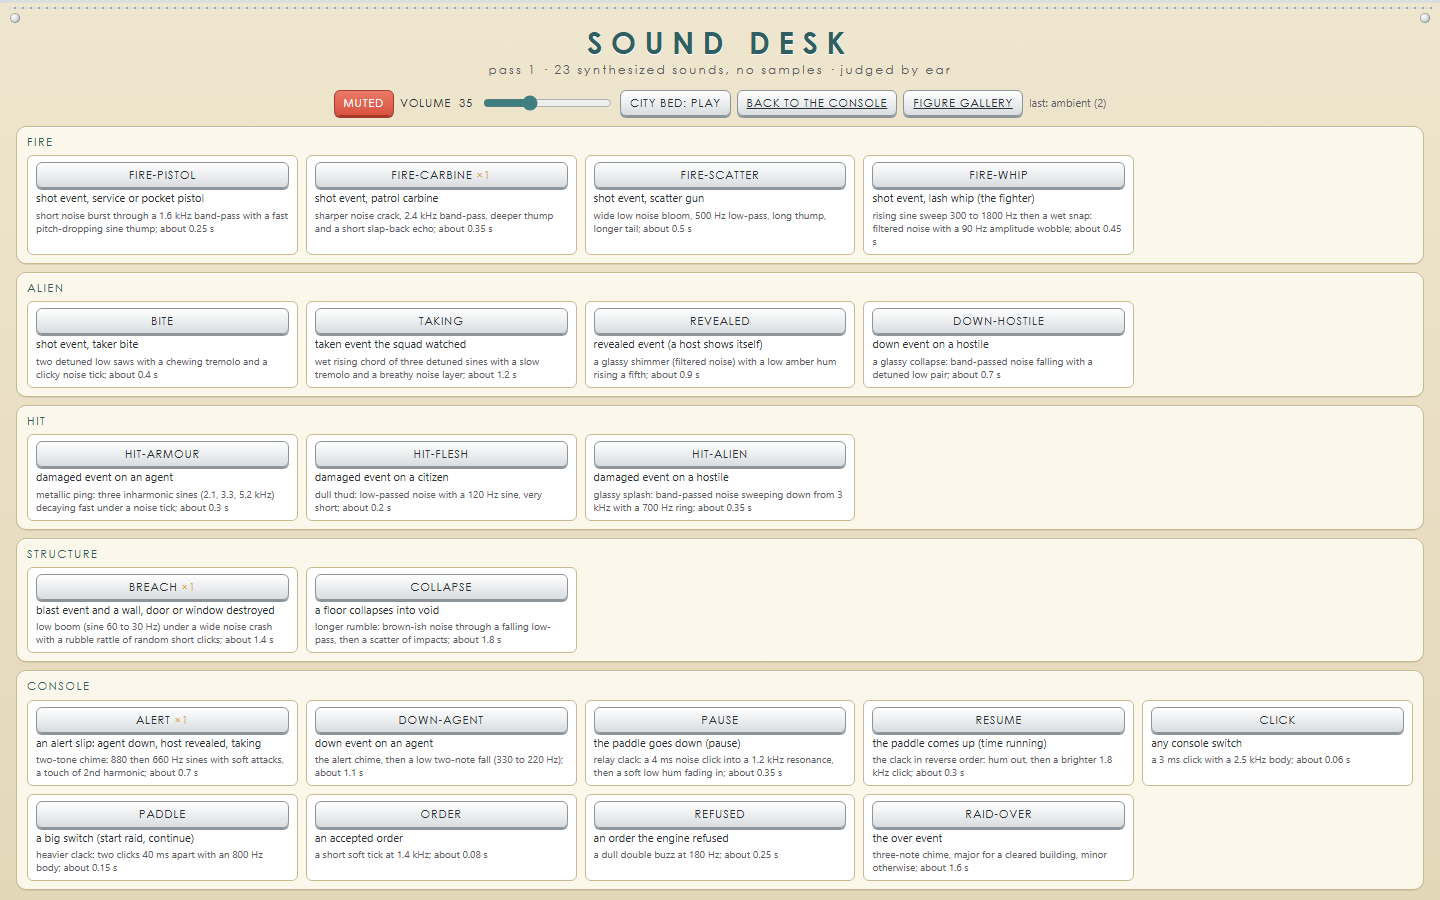 SOUND DESK
pass 1 · 23 synthesized sounds, no samples · judged by ear
MUTED VOLUME 35 CITY BED: PLAY BACK TO THE CONSOLE FIGURE GALLERY last: ambient (2)
FIRE
FIRE-PISTOL
shot event, service or pocket pistol
short noise burst through a 1.6 kHz band-pass with a fast
pitch-dropping sine thump; about 0.25 s
FIRE-CARBINE ×1
shot event, patrol carbine
sharper noise crack, 2.4 kHz band-pass, deeper thump
and a short slap-back echo; about 0.35 s
FIRE-SCATTER
shot event, scatter gun
wide low noise bloom, 500 Hz low-pass, long thump,
longer tail; about 0.5 s
FIRE-WHIP
shot event, lash whip (the fighter)
rising sine sweep 300 to 1800 Hz then a wet snap:
filtered noise with a 90 Hz amplitude wobble; about 0.45
s
ALIEN
BITE
shot event, taker bite
two detuned low saws with a chewing tremolo and a
clicky noise tick; about 0.4 s
TAKING
taken event the squad watched
wet rising chord of three detuned sines with a slow
tremolo and a breathy noise layer; about 1.2 s
REVEALED
revealed event (a host shows itself)
a glassy shimmer (filtered noise) with a low amber hum
rising a fifth; about 0.9 s
DOWN-HOSTILE
down event on a hostile
a glassy collapse: band-passed noise falling with a
detuned low pair; about 0.7 s
HIT
HIT-ARMOUR
damaged event on an agent
metallic ping: three inharmonic sines (2.1, 3.3, 5.2 kHz)
decaying fast under a noise tick; about 0.3 s
HIT-FLESH
damaged event on a citizen
dull thud: low-passed noise with a 120 Hz sine, very
short; about 0.2 s
HIT-ALIEN
damaged event on a hostile
glassy splash: band-passed noise sweeping down from 3
kHz with a 700 Hz ring; about 0.35 s
STRUCTURE
BREACH ×1
blast event and a wall, door or window destroyed
low boom (sine 60 to 30 Hz) under a wide noise crash
with a rubble rattle of random short clicks; about 1.4 s
COLLAPSE
a floor collapses into void
longer rumble: brown-ish noise through a falling low-
pass, then a scatter of impacts; about 1.8 s
CONSOLE
ALERT ×1
an alert slip: agent down, host revealed, taking
two-tone chime: 880 then 660 Hz sines with soft attacks,
a touch of 2nd harmonic; about 0.7 s
DOWN-AGENT
down event on an agent
the alert chime, then a low two-note fall (330 to 220 Hz);
about 1.1 s
PAUSE
the paddle goes down (pause)
relay clack: a 4 ms noise click into a 1.2 kHz resonance,
then a soft low hum fading in; about 0.35 s
RESUME
the paddle comes up (time running)
the clack in reverse order: hum out, then a brighter 1.8
kHz click; about 0.3 s
CLICK
any console switch
a 3 ms click with a 2.5 kHz body; about 0.06 s
PADDLE
a big switch (start raid, continue)
heavier clack: two clicks 40 ms apart with an 800 Hz
body; about 0.15 s
ORDER
an accepted order
a short soft tick at 1.4 kHz; about 0.08 s
REFUSED
an order the engine refused
a dull double buzz at 180 Hz; about 0.25 s
RAID-OVER
the over event
three-note chime, major for a cleared building, minor
otherwise; about 1.6 s